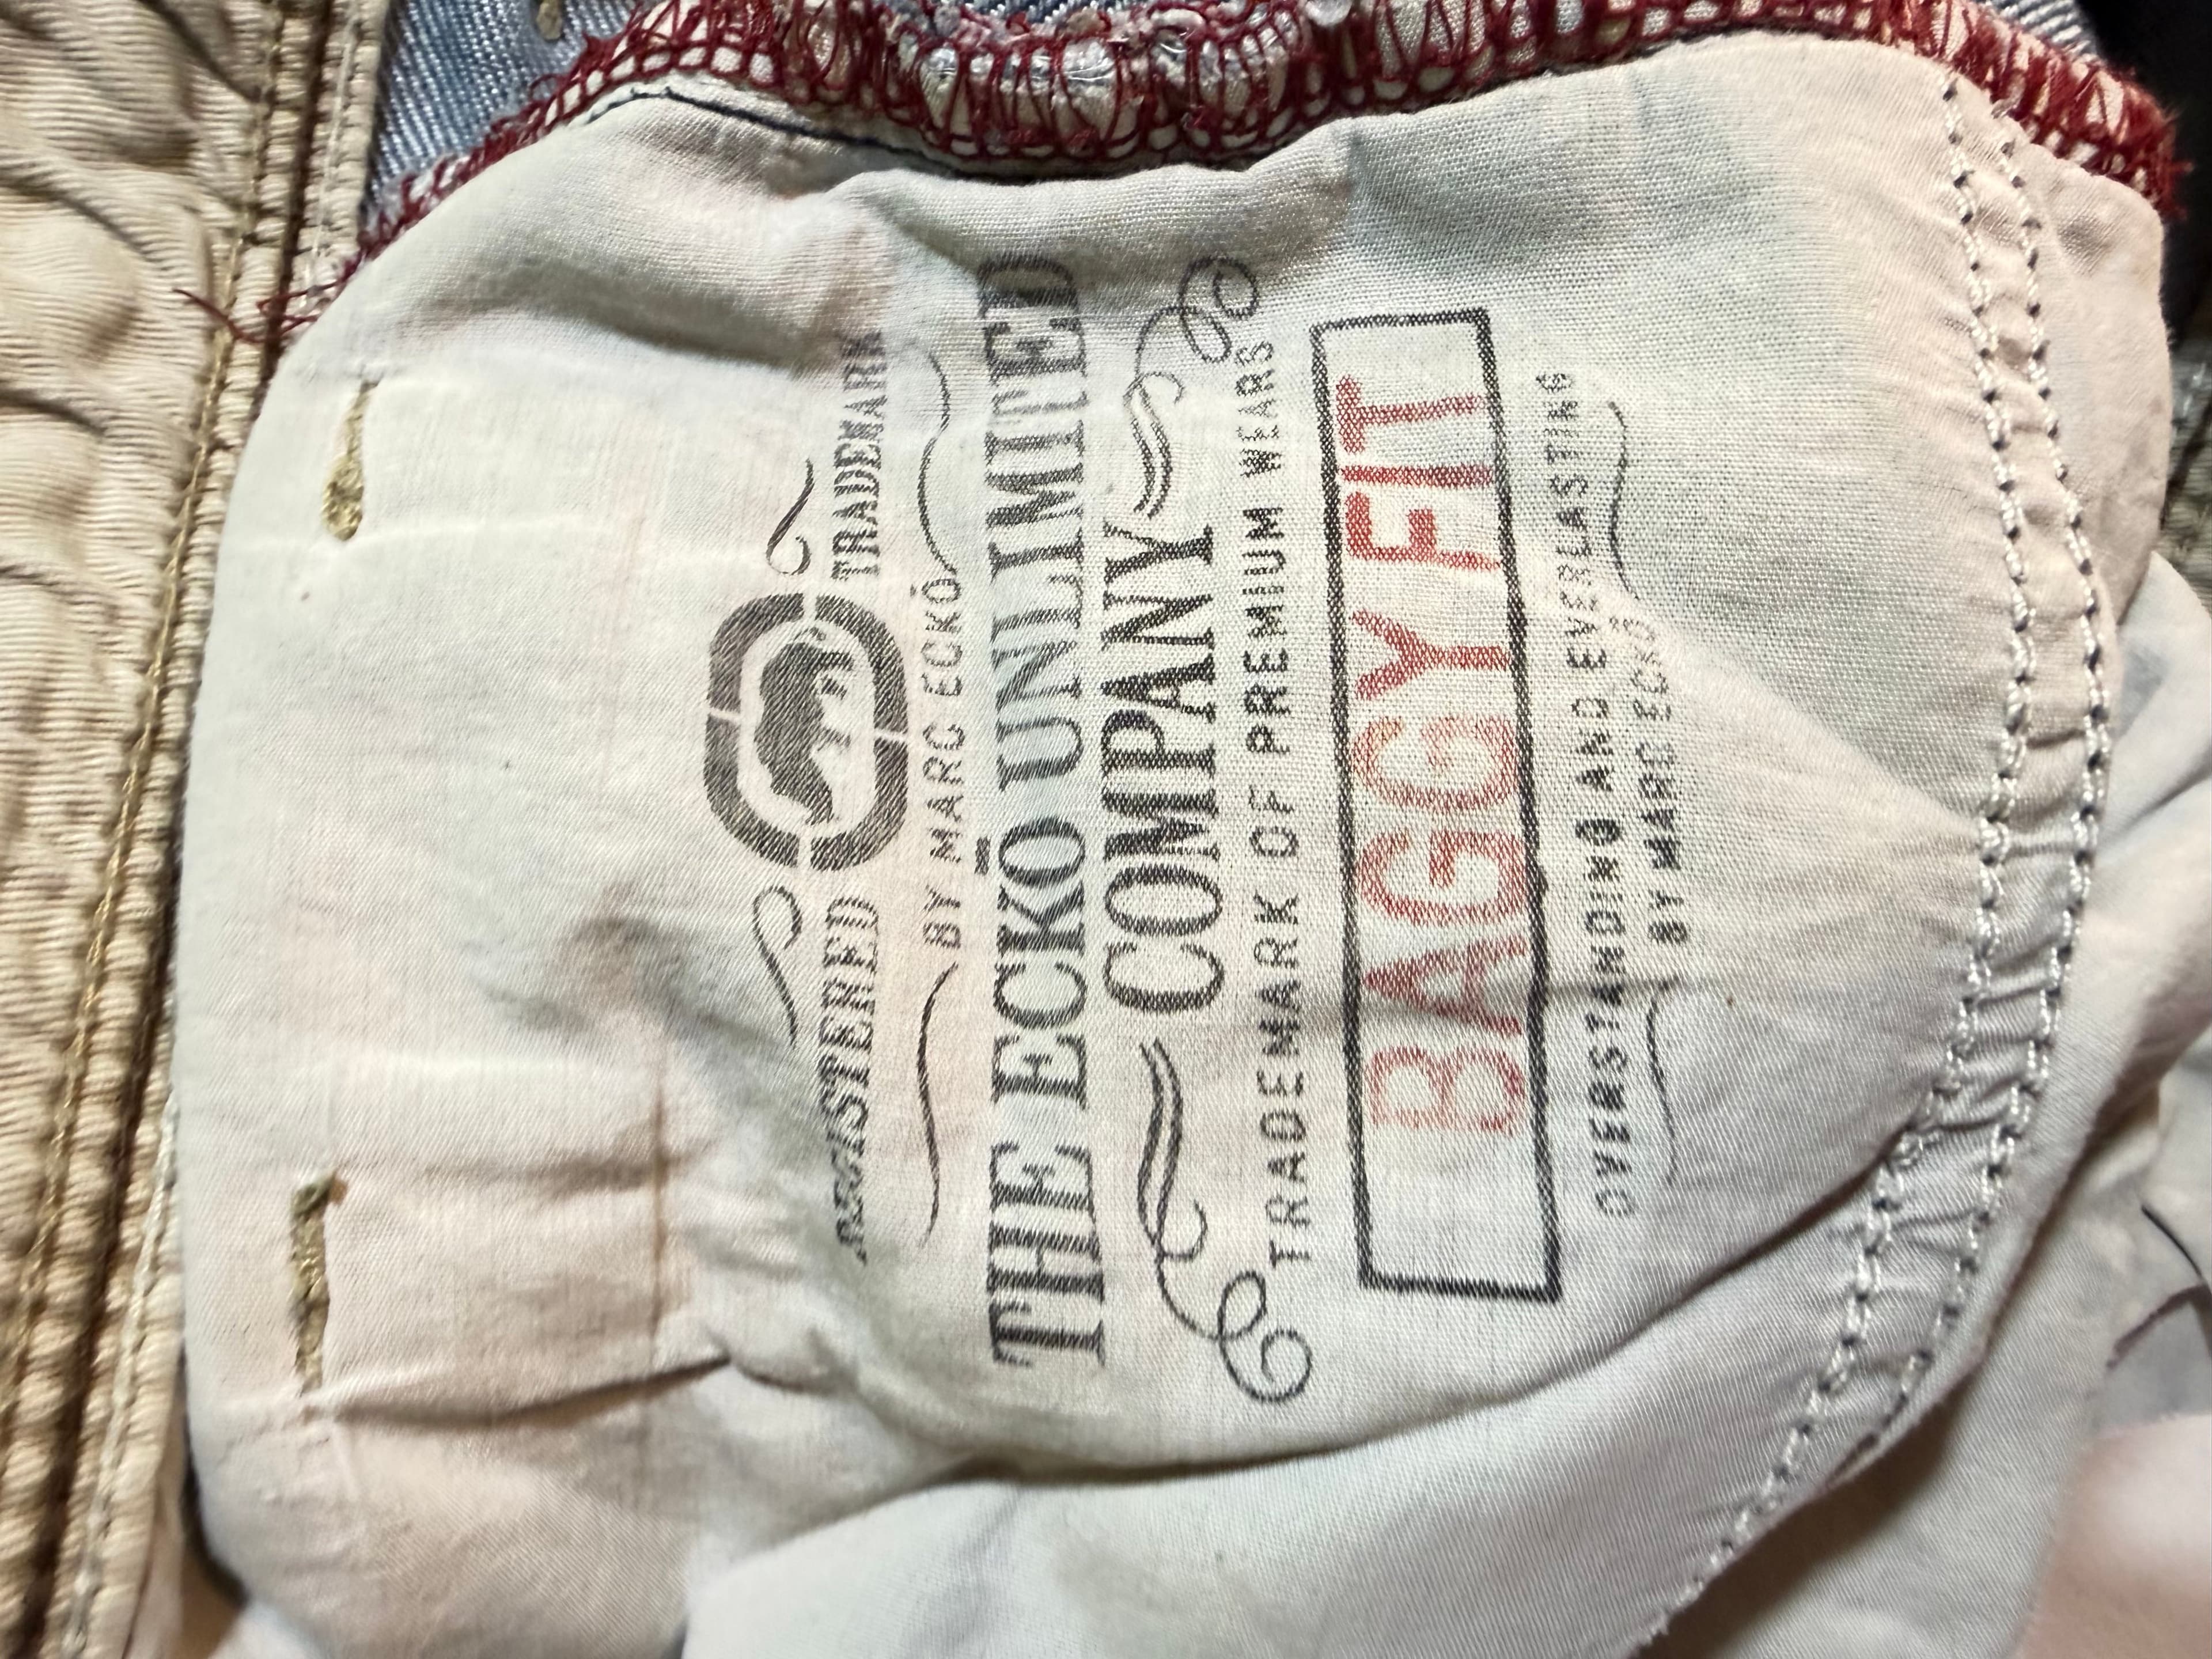 REGISTERED TRADEMARK
BY MARC ECKŌ
THE ECKŌ UNLIMITED
COMPANY
TRADEMARK OF PREMIUM WEARS
BAGGY FIT
OVERSTANDING AND EVERLASTING
BY MARC ECKŌ